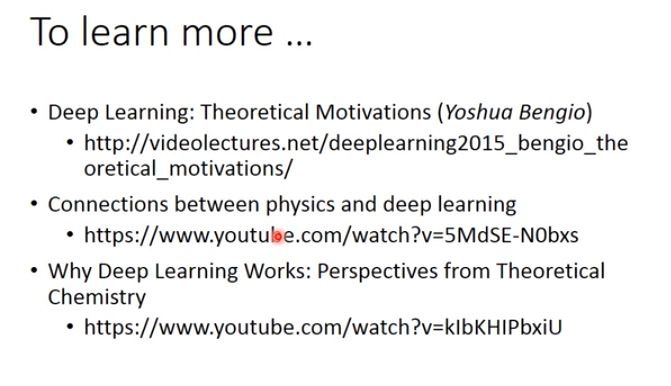 To learn more ...
• Deep Learning: Theoretical Motivations (Yoshua Bengio)
• http://videolectures.net/deeplearning2015_bengio_the
oretical_motivations/
• Connections between physics and deep learning
• https://www.youtube.com/watch?v=5MdSE-N0bxs
• Why Deep Learning Works: Perspectives from Theoretical
Chemistry
• https://www.youtube.com/watch?v=kIbKHIPbxiU